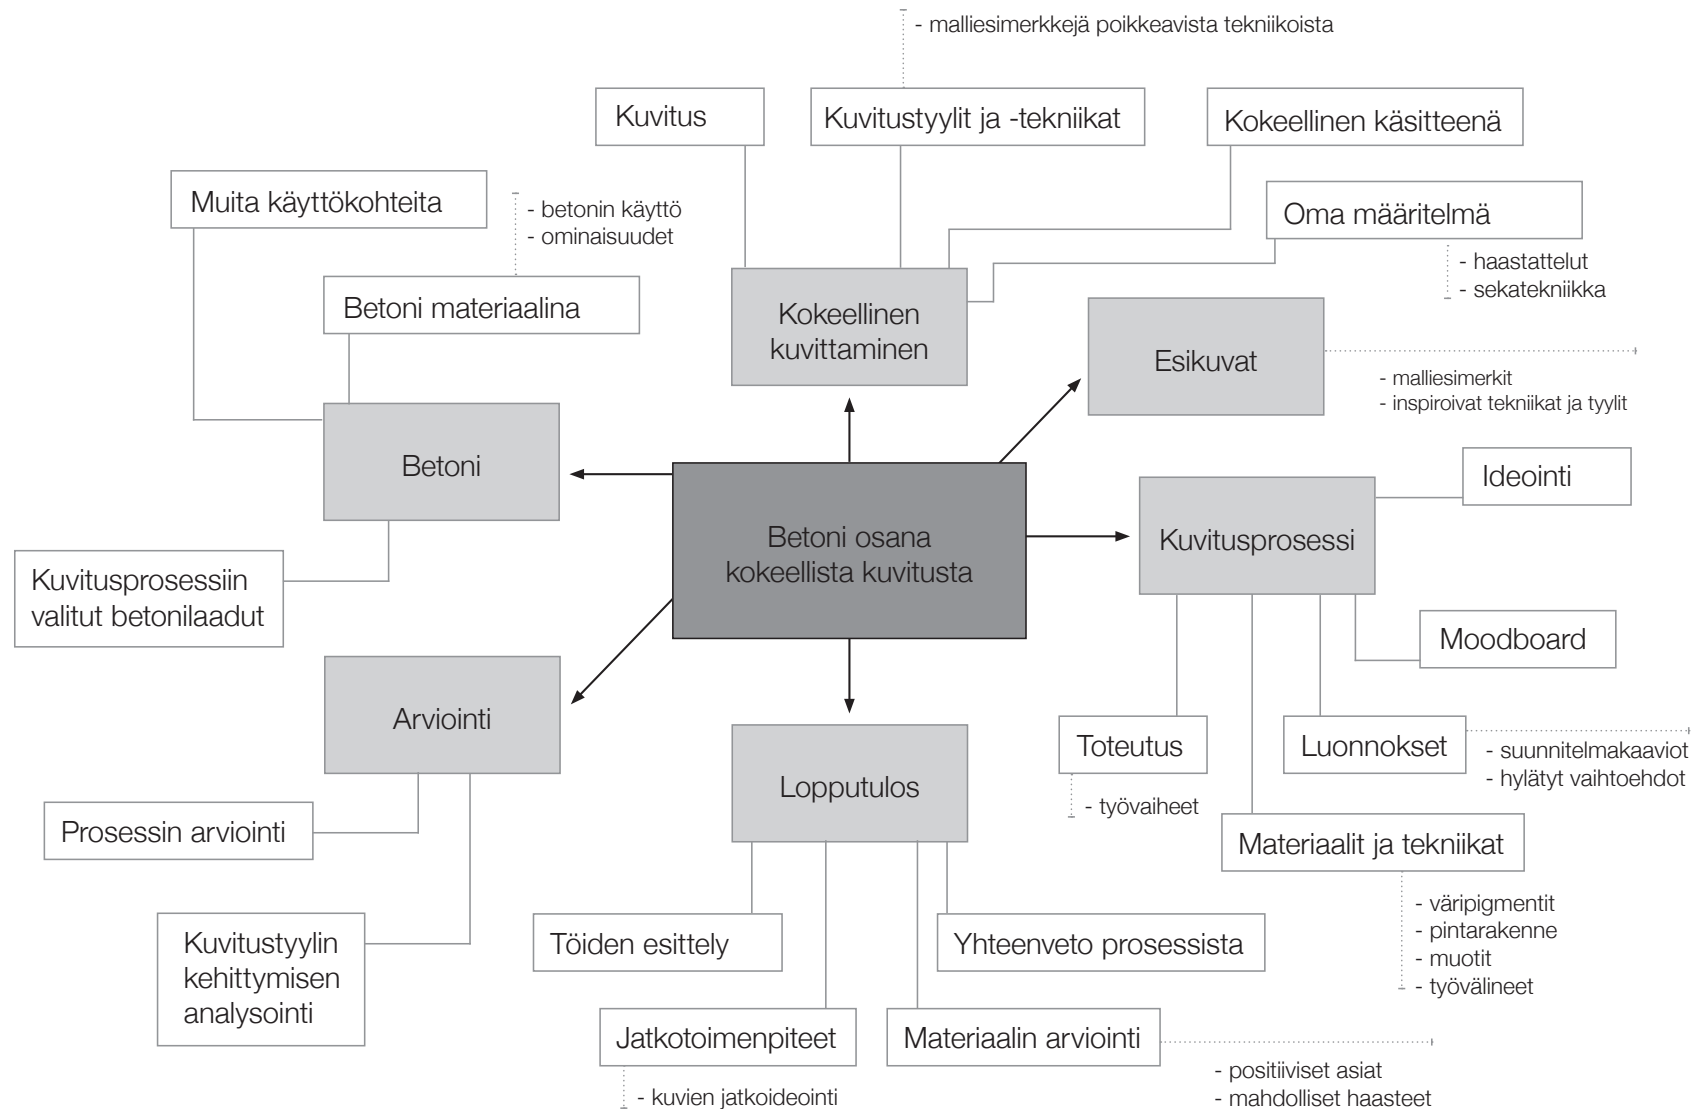 - malliesimerkkejä poikkeavista tekniikoista
Kuvitus
Kuvitustyylit ja -tekniikat
Kokeellinen käsitteenä
Muita käyttökohteita
- betonin käyttö
- ominaisuudet
Oma määritelmä
- haastattelut
- sekatekniikka
Betoni materiaalina
Kokeellinen
kuvittaminen
Esikuvat
- malliesimerkit
- inspiroivat tekniikat ja tyylit
Betoni
Ideointi
Betoni osana
kokeellista kuvitusta
Kuvitusprosessi
Kuvitusprosessiin
valitut betonilaadut
Moodboard
Arviointi
Toteutus
- työvaiheet
Luonnokset
- suunnitelmakaaviot
- hylätyt vaihtoehdot
Lopputulos
Prosessin arviointi
Materiaalit ja tekniikat
- väripigmentit
- pintarakenne
- muotit
- työvälineet
Kuvitustyylin
kehittymisen
analysointi
Töiden esittely
Yhteenveto prosessista
Jatkotoimenpiteet
- kuvien jatkoideointi
Materiaalin arviointi
- positiiviset asiat
- mahdolliset haasteet